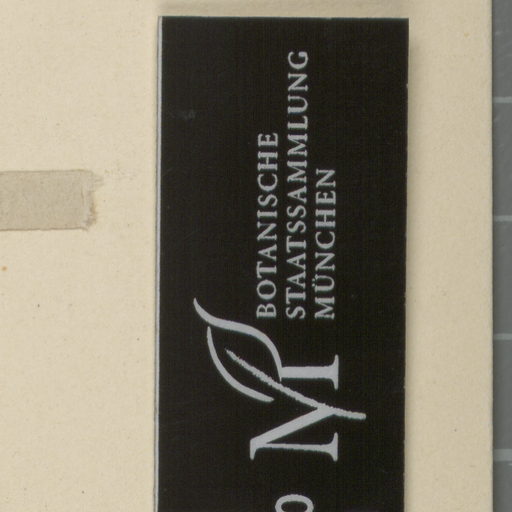 BOTANISCHE
STAATSSAMMLUNG
MÜNCHEN
M